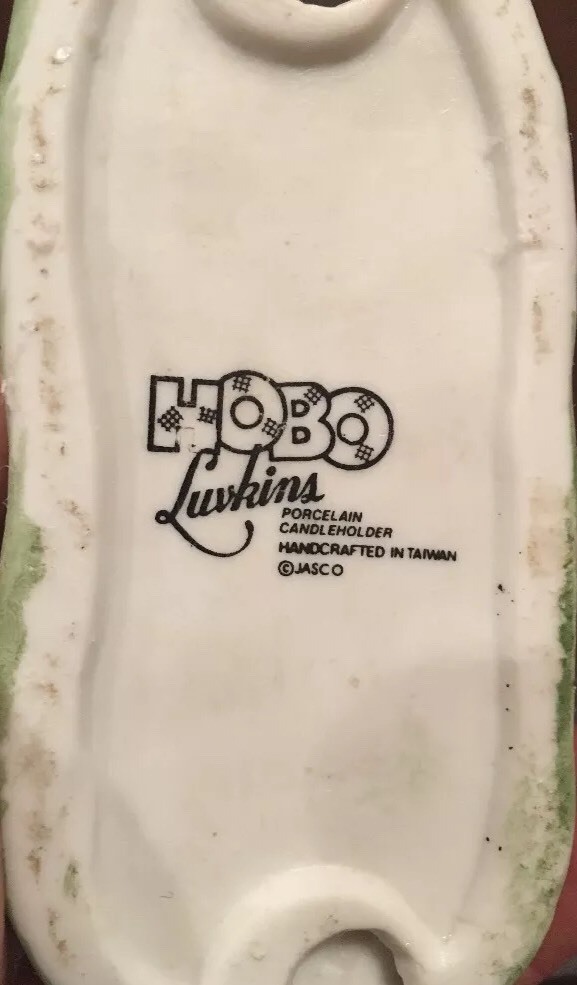 HOBO
Luvkins
PORCELAIN
CANDLEHOLDER
HANDCRAFTED IN TAIWAN
©JASCO